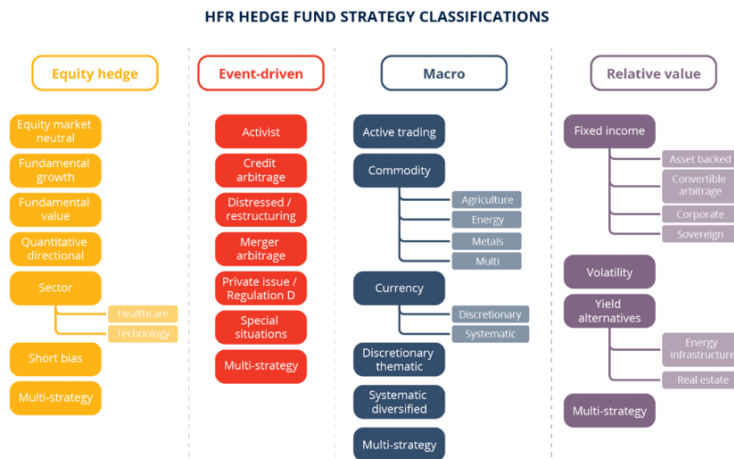 HFR HEDGE FUND STRATEGY CLASSIFICATIONS
Equity hedge
Equity market
neutral
Fundamental
growth
Fundamental
value
Quantitative
directional
Sector
Healthcare
Technology
Short bias
Multi-strategy
Event-driven
Activist
Credit
arbitrage
Distressed /
restructuring
Merger
arbitrage
Private issue /
Regulation D
Special
situations
Multi-strategy
Macro
Active trading
Commodity
Agriculture
Energy
Metals
Multi
Currency
Discretionary
Systematic
Discretionary
thematic
Systematic
diversified
Multi-strategy
Relative value
Fixed income
Asset backed
Convertible
arbitrage
Corporate
Sovereign
Volatility
Yield
alternatives
Energy
infrastructure
Real estate
Multi-strategy